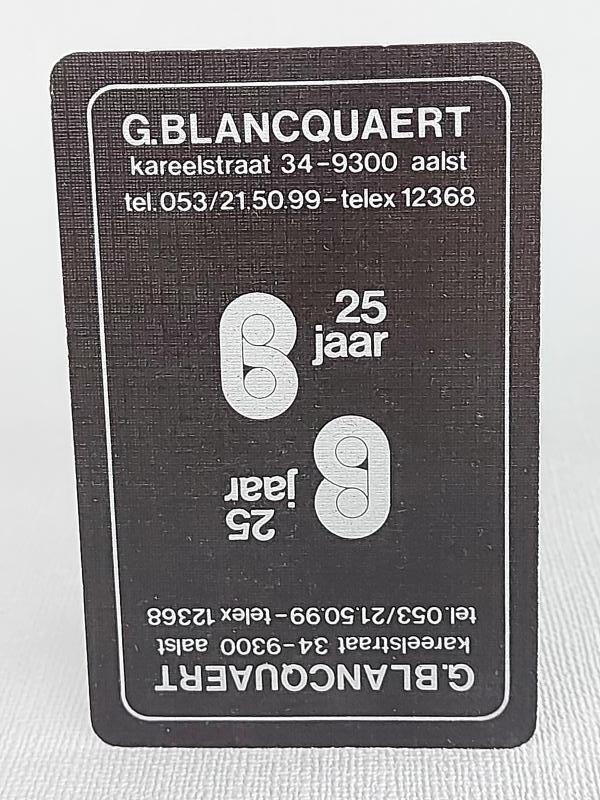 G.BLANCQUAERT
kareelstraat 34-9300 aalst
tel.053/21.50.99-telex 12368
25
jaar
25
jaar
tel.053/21.50.99-telex 12368
kareelstraat 34-9300 aalst
G.BLANCQUAERT